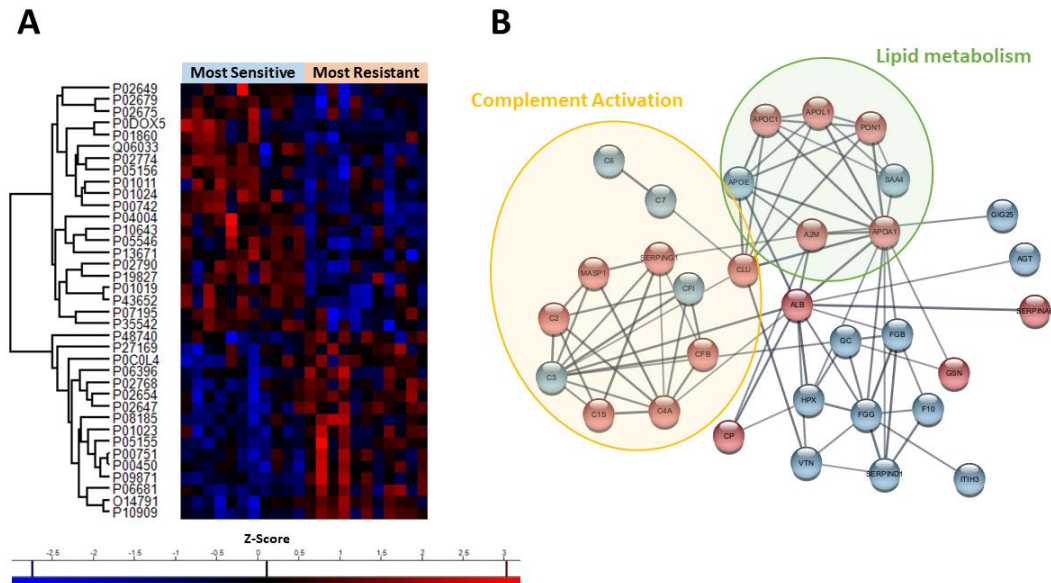 A
B
Most Sensitive
Most Resistant
P02649
P02679
P02675
P0DOX5
P01860
Q06033
P02774
P05156
P01011
P01024
P00742
P04004
P10643
P05546
P13671
P02790
P19827
P01019
P43652
P07195
P35542
P48740
P27169
P0C0L4
P06396
P02768
P02654
P02647
P08185
P01023
P05155
P00751
P00450
P09871
P06681
O14791
P10909
Z-Score
-2,5
-2
-1,5
-1
-0,5
0
0,5
1
1,5
2
2,5
3
Lipid metabolism
Complement Activation
APOC1
APOL1
PON1
C6
APOE
SAA4
C7
GIG25
A2M
APOA1
SERPING1
MASP1
CLU
AGT
CFI
ALB
C2
GC
FGB
CFB
C3
GSN
HPX
C1S
C4A
FGG
F10
CP
VTN
SERPIND1
ITIH3